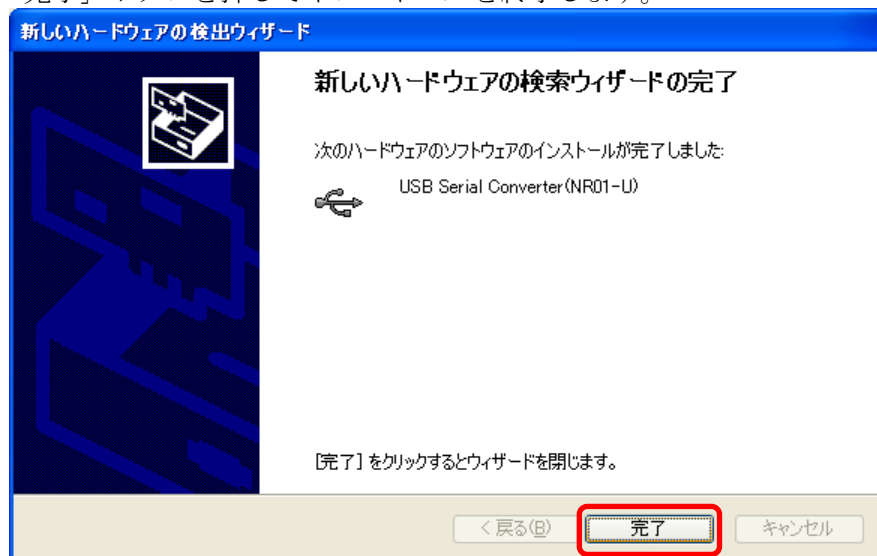 新しいハードウェアの検出ウィザード
新しいハードウェアの検索ウィザードの完了
次のハードウェアのソフトウェアのインストールが完了しました:
USB Serial Converter(NR01-U)
[完了] をクリックするとウィザードを閉じます。
< 戻る(B)
完了
キャンセル